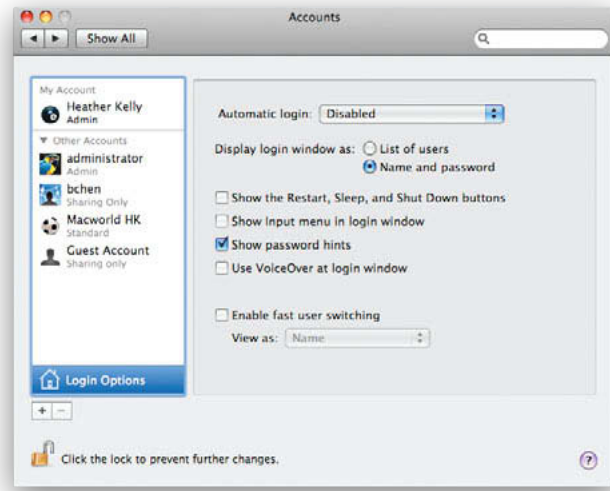 Accounts
Show All
My Account
Heather Kelly
Admin
Other Accounts
administrator
Admin
bchen
Sharing Only
Macworld HK
Standard
Guest Account
Sharing only
Login Options
+ −
Automatic login: Disabled
Display login window as: List of users
Name and password
Show the Restart, Sleep, and Shut Down buttons
Show Input menu in login window
Show password hints
Use VoiceOver at login window
Enable fast user switching
View as: Name
Click the lock to prevent further changes.
?